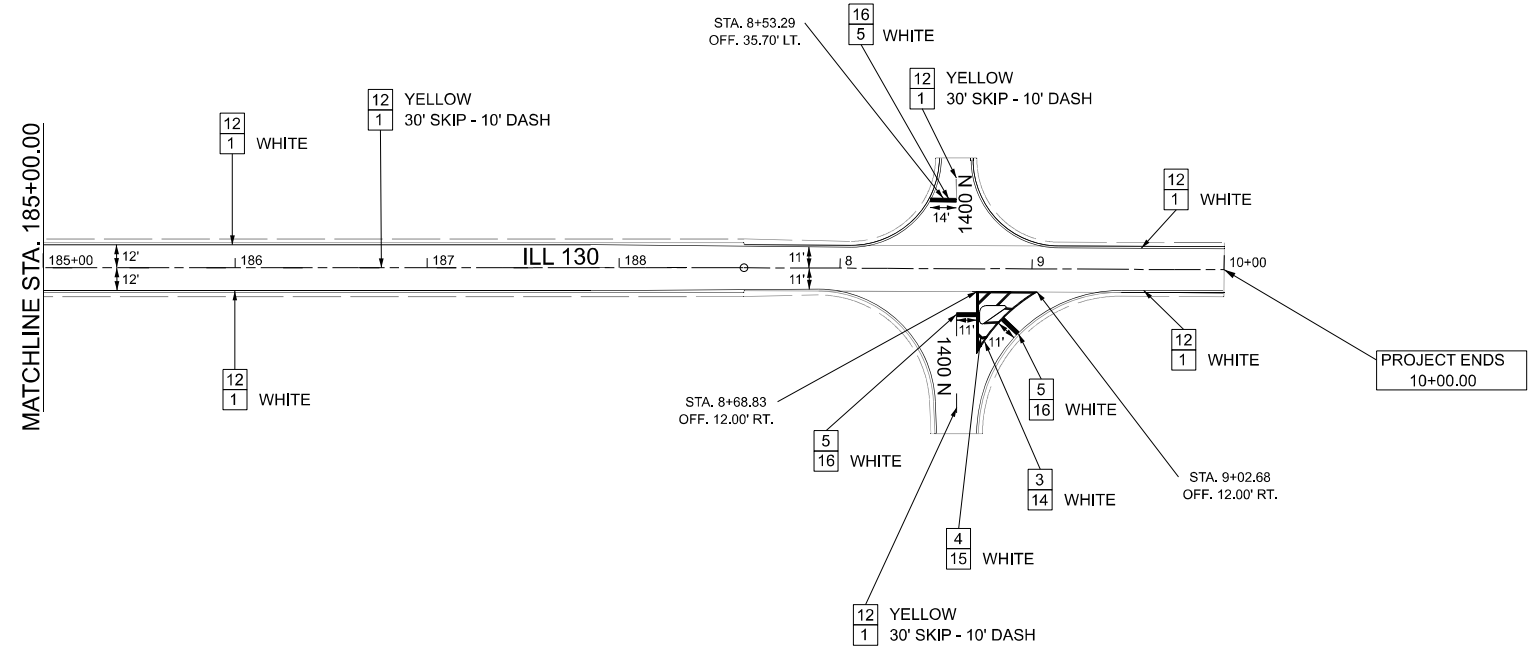 STA. 8+53.29
OFF. 35.70' LT.
16
5 WHITE
12 YELLOW
1 30' SKIP - 10' DASH
12 YELLOW
1 30' SKIP - 10' DASH
12
1 WHITE
12
1 WHITE
MATCHLINE STA. 185+00.00
14'
1400 N
185+00
12'
12'
186
187
ILL 130
188
11'
11'
8
9
10+00
11'
11'
1400 N
12
1 WHITE
12
1 WHITE
PROJECT ENDS
10+00.00
STA. 8+68.83
OFF. 12.00' RT.
5
16 WHITE
5
16 WHITE
3
14 WHITE
STA. 9+02.68
OFF. 12.00' RT.
4
15 WHITE
12 YELLOW
1 30' SKIP - 10' DASH